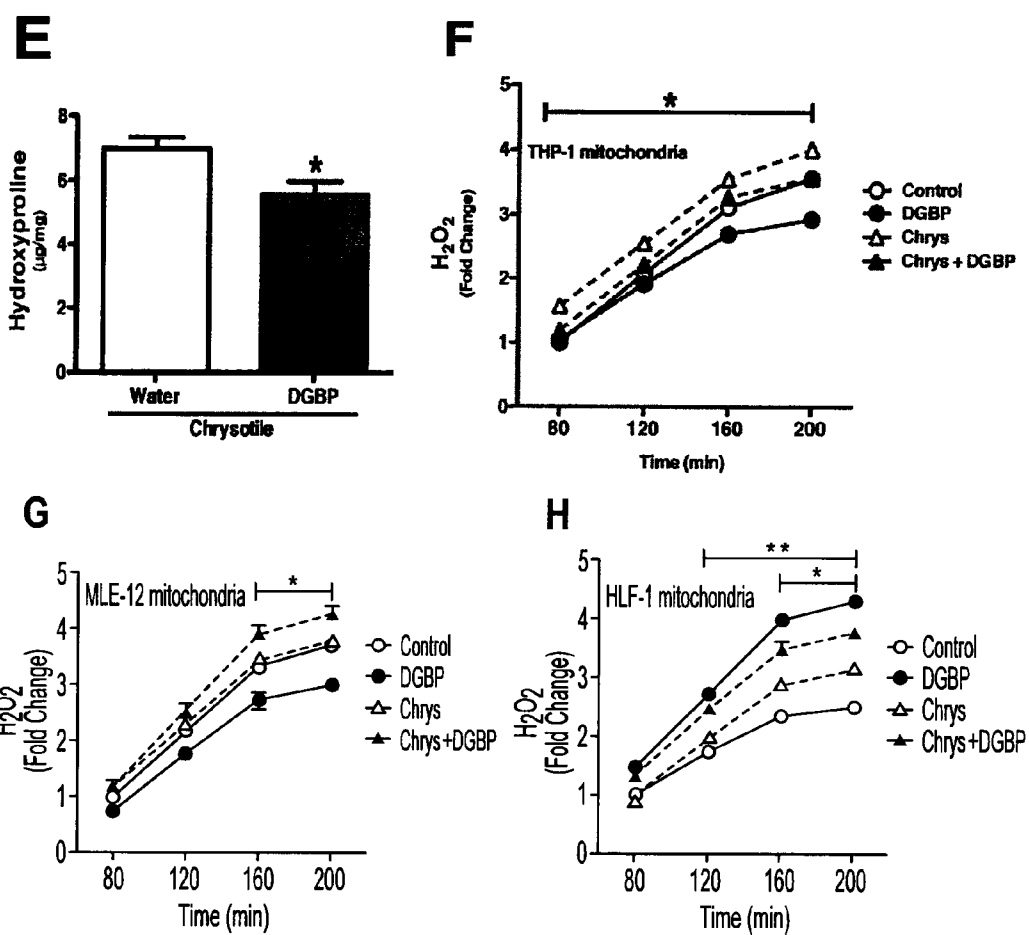 E
Hydroxyproline
(µg/mg)
8
6
4
2
0
*
Water
DGBP
Chrysotile
F
H2O2
(Fold Change)
5
4
3
2
1
0
*
THP-1 mitochondria
80
120
160
200
Time (min)
Control
DGBP
Chrys
Chrys + DGBP
G
H2O2
(Fold Change)
5
4
3
2
1
0
MLE-12 mitochondria
*
80
120
160
200
Time (min)
Control
DGBP
Chrys
Chrys+DGBP
H
H2O2
(Fold Change)
5
4
3
2
1
0
**
*
HLF-1 mitochondria
80
120
160
200
Time (min)
Control
DGBP
Chrys
Chrys+DGBP